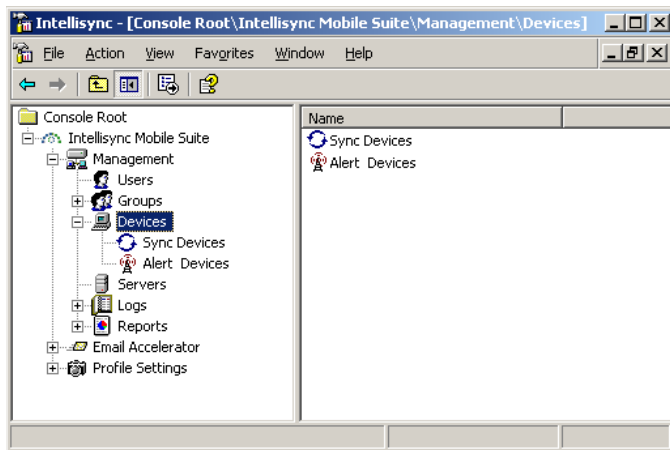 Intellisync - [Console Root\Intellisync Mobile Suite\Management\Devices]
File Action View Favorites Window Help
Console Root
Intellisync Mobile Suite
Management
Users
Groups
Devices
Sync Devices
Alert Devices
Servers
Logs
Reports
Email Accelerator
Profile Settings
Name
Sync Devices
Alert Devices